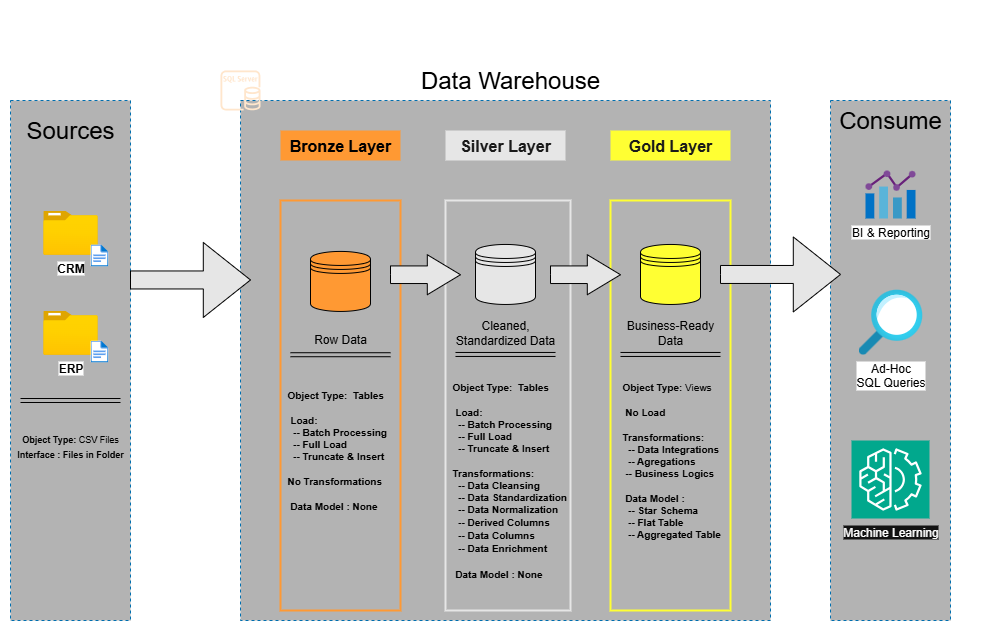 Data Warehouse
SQL Server
Sources
CRM
ERP
Object Type: CSV Files
Interface : Files in Folder
Bronze Layer
Row Data
Object Type:  Tables
Load:
-- Batch Processing
-- Full Load
-- Truncate & Insert
No Transformations
Data Model : None
Silver Layer
Cleaned,
Standardized Data
Object Type:  Tables
Load:
-- Batch Processing
-- Full Load
-- Truncate & Insert
Transformations:
-- Data Cleansing
-- Data Standardization
-- Data Normalization
-- Derived Columns
-- Data Columns
-- Data Enrichment
Data Model : None
Gold Layer
Business-Ready
Data
Object Type: Views
No Load
Transformations:
-- Data Integrations
-- Agregations
-- Business Logics
Data Model :
-- Star Schema
-- Flat Table
-- Aggregated Table
Consume
BI & Reporting
Ad-Hoc
SQL Queries
Machine Learning